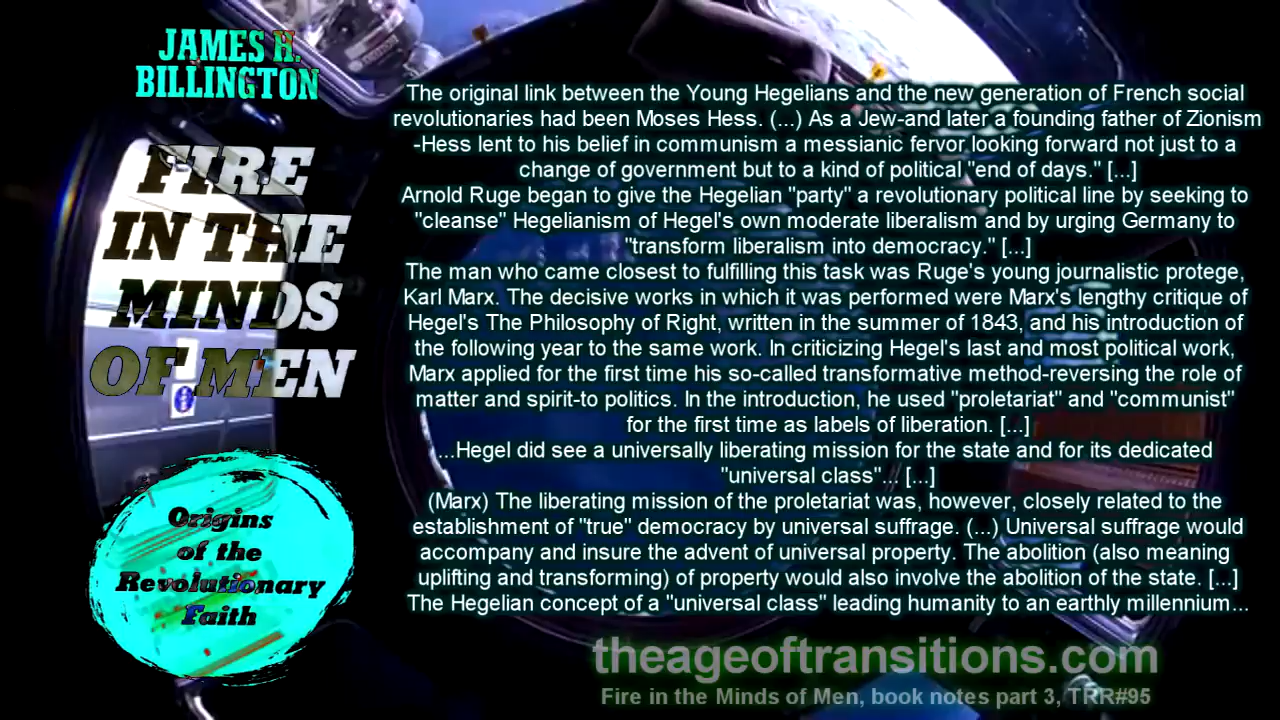 JAMES H.
BILLINGTON
FIRE
IN THE
MINDS
OF MEN
Origins
of the
Revolutionary
Faith
The original link between the Young Hegelians and the new generation of French social
revolutionaries had been Moses Hess. (...) As a Jew-and later a founding father of Zionism
-Hess lent to his belief in communism a messianic fervor looking forward not just to a
change of government but to a kind of political "end of days." [...]
Arnold Ruge began to give the Hegelian "party" a revolutionary political line by seeking to
"cleanse" Hegelianism of Hegel's own moderate liberalism and by urging Germany to
"transform liberalism into democracy." [...]
The man who came closest to fulfilling this task was Ruge's young journalistic protege,
Karl Marx. The decisive works in which it was performed were Marx's lengthy critique of
Hegel's The Philosophy of Right, written in the summer of 1843, and his introduction of
the following year to the same work. In criticizing Hegel's last and most political work,
Marx applied for the first time his so-called transformative method-reversing the role of
matter and spirit-to politics. In the introduction, he used "proletariat" and "communist"
for the first time as labels of liberation. [...]
...Hegel did see a universally liberating mission for the state and for its dedicated
"universal class"... [...]
(Marx) The liberating mission of the proletariat was, however, closely related to the
establishment of "true" democracy by universal suffrage. (...) Universal suffrage would
accompany and insure the advent of universal property. The abolition (also meaning
uplifting and transforming) of property would also involve the abolition of the state. [...]
The Hegelian concept of a "universal class" leading humanity to an earthly millennium...
theageoftransitions.com
Fire in the Minds of Men, book notes part 3, TRR#95